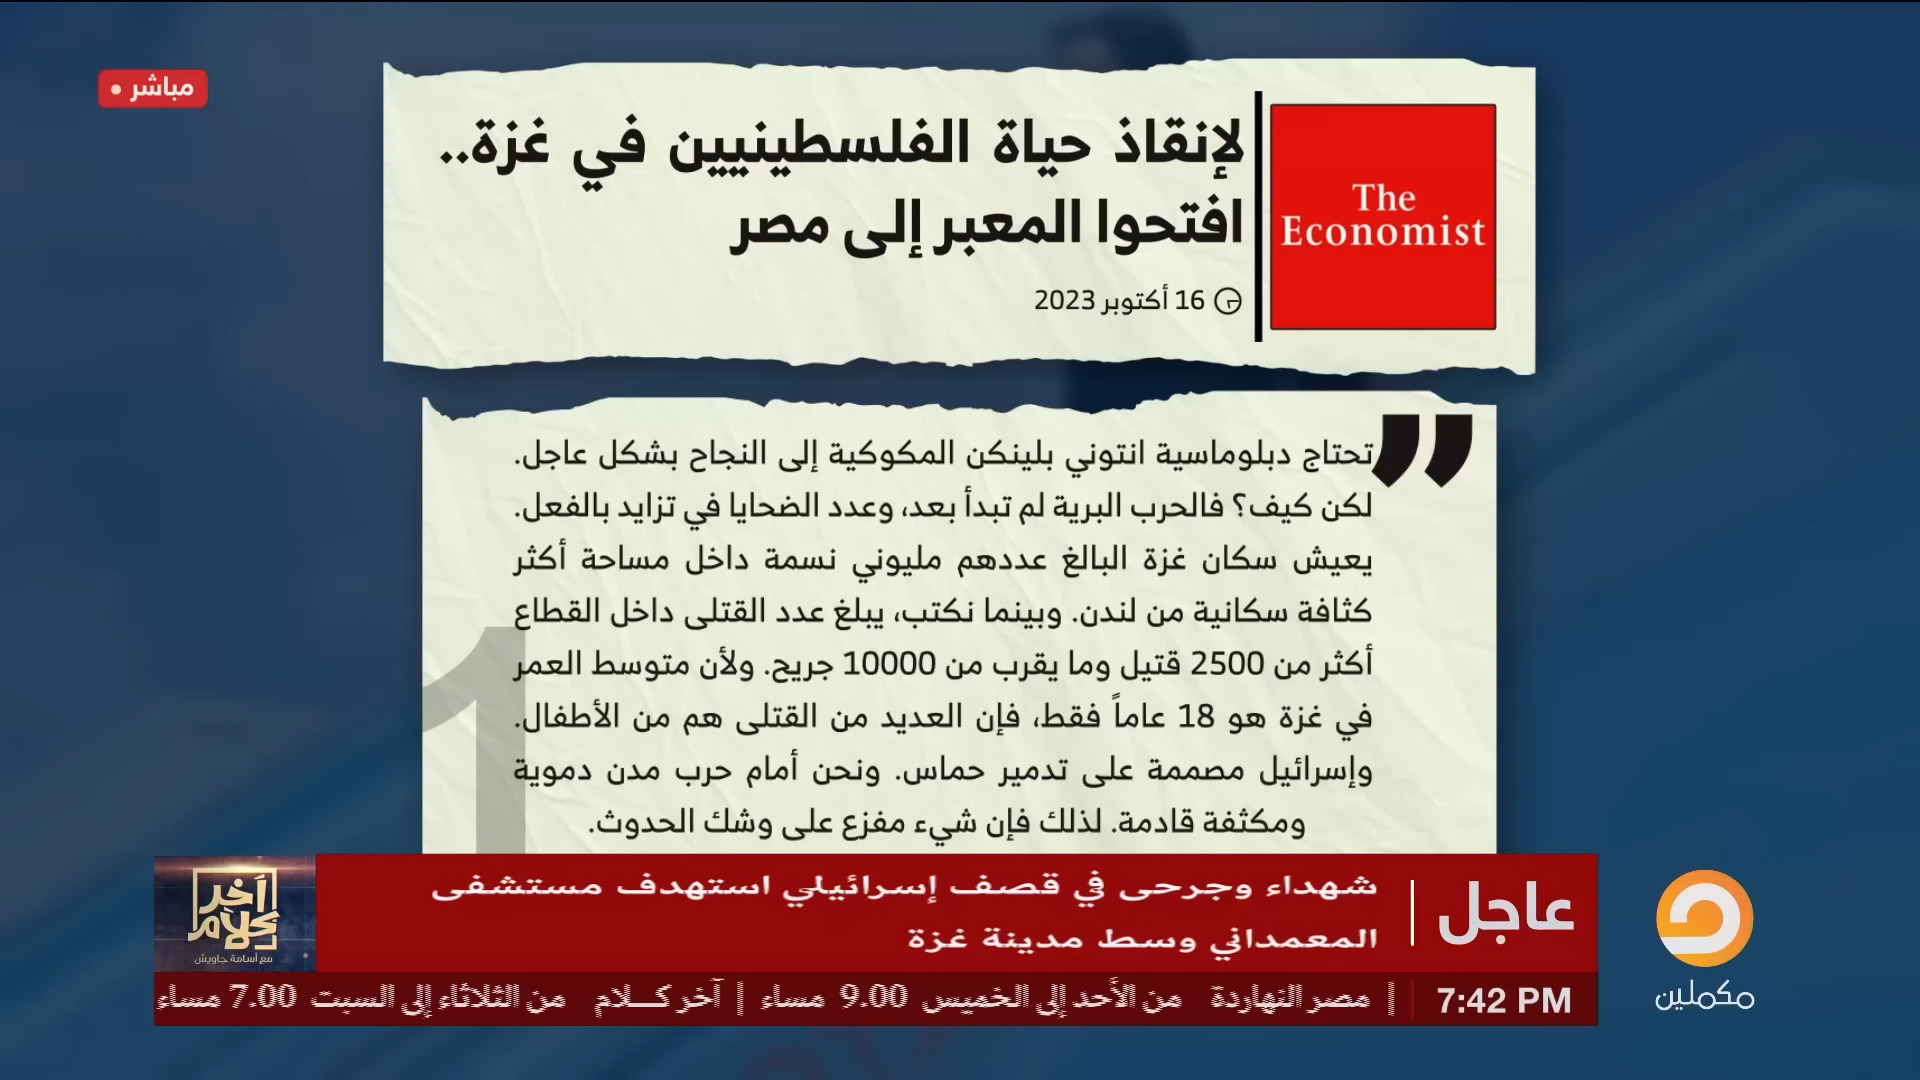 مباشر
لإنقاذ حياة الفلسطينيين في غزة..
افتحوا المعبر إلى مصر
16 أكتوبر 2023
The
Economist
تحتاج دبلوماسية انتوني بلينكن المكوكية إلى النجاح بشكل عاجل.
لكن كيف؟ فالحرب البرية لم تبدأ بعد، وعدد الضحايا في تزايد بالفعل.
يعيش سكان غزة البالغ عددهم مليوني نسمة داخل مساحة أكثر
كثافة سكانية من لندن. وبينما نكتب، يبلغ عدد القتلى داخل القطاع
أكثر من 2500 قتيل وما يقرب من 10000 جريح. ولأن متوسط العمر
في غزة هو 18 عاماً فقط، فإن العديد من القتلى هم من الأطفال.
وإسرائيل مصممة على تدمير حماس. ونحن أمام حرب مدن دموية
ومكثفة قادمة. لذلك فإن شيء مفزع على وشك الحدوث.
1
عاجل
شهداء وجرحى في قصف إسرائيلي استهدف مستشفى
المعمداني وسط مدينة غزة
آخر
كلام
مع أسامة جاويش
7:42 PM
| مصر النهاردة من الأحد إلى الخميس 9.00 مساء | آخر كـــلام من الثلاثاء إلى السبت 7.00 مساء
مكملين